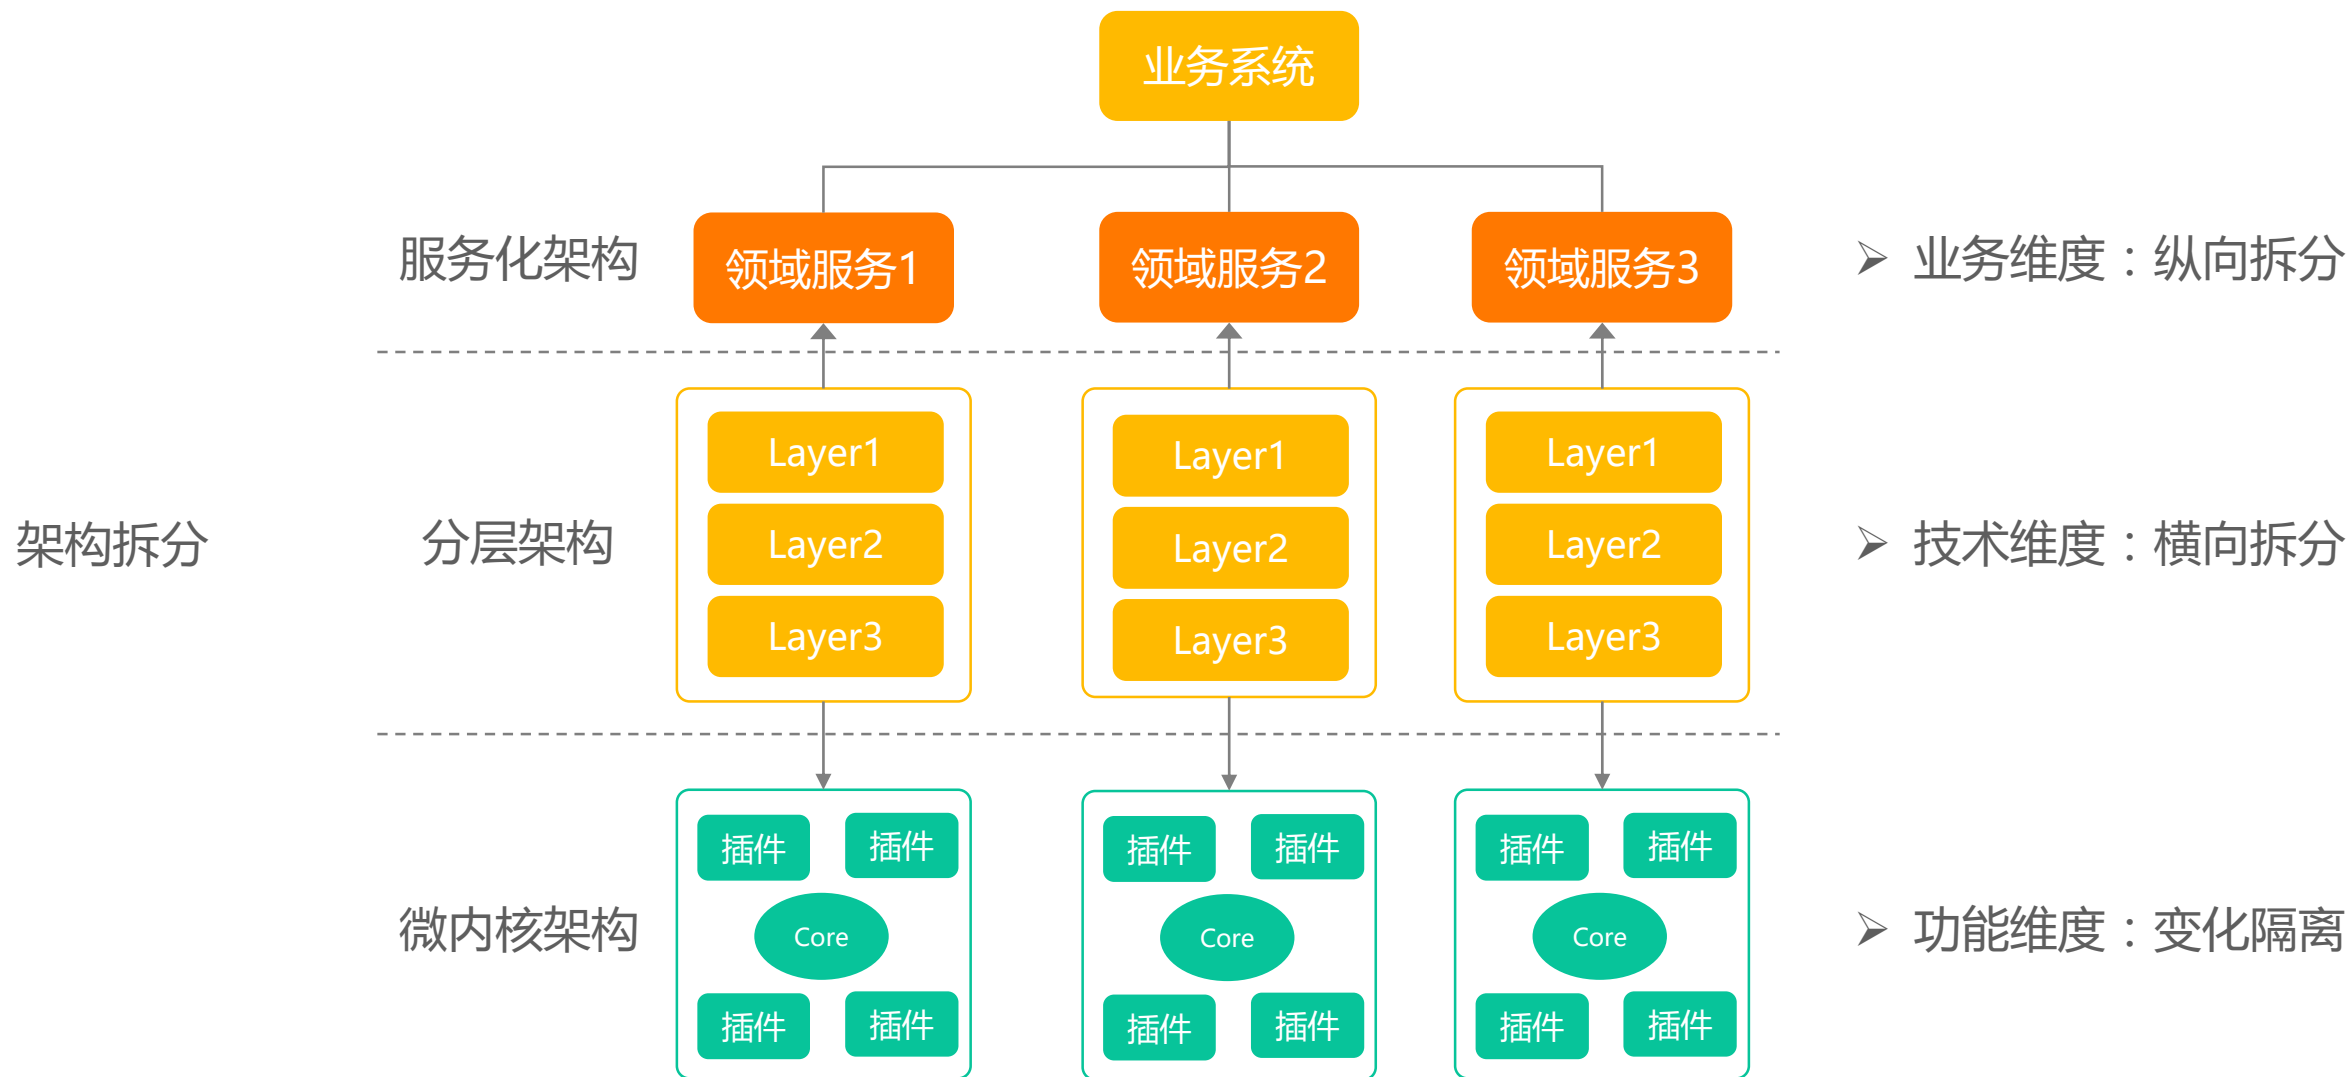 业务系统
服务化架构
领域服务1
领域服务2
领域服务3
➢ 业务维度：纵向拆分
架构拆分
分层架构
Layer1
Layer2
Layer3
Layer1
Layer2
Layer3
Layer1
Layer2
Layer3
➢ 技术维度：横向拆分
微内核架构
插件
插件
Core
插件
插件
插件
插件
Core
插件
插件
插件
插件
Core
插件
插件
➢ 功能维度：变化隔离